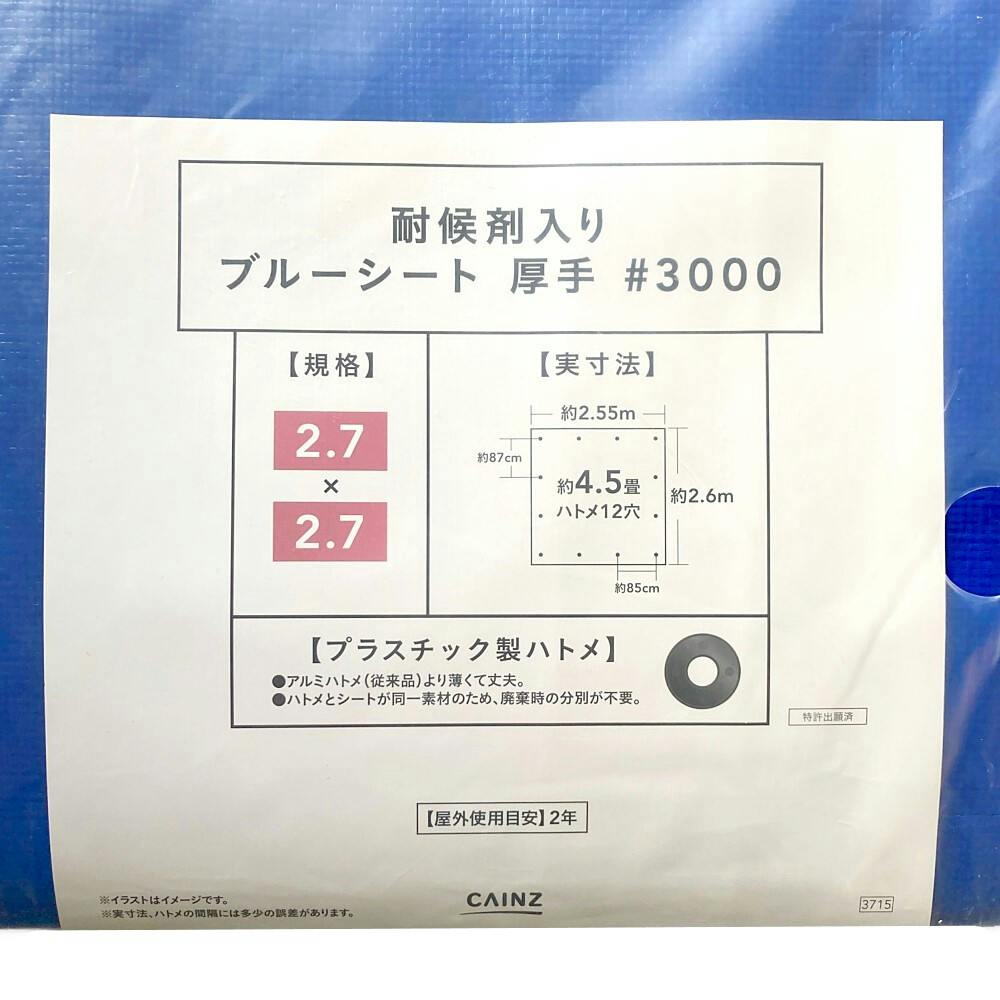 耐候剤入り
ブルーシート 厚手 #3000
【規格】
2.7
×
2.7
【実寸法】
約2.55m
約87cm
約4.5畳
ハトメ12穴
約2.6m
約85cm
【プラスチック製ハトメ】
●アルミハトメ(従来品)より薄くて丈夫。
●ハトメとシートが同一素材のため、廃棄時の分別が不要。
特許出願済
【屋外使用目安】2年
※イラストはイメージです。
※実寸法、ハトメの間隔には多少の誤差があります。
CAINZ
3715